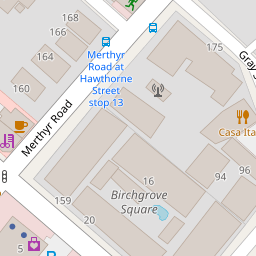 168
166
164
160
175
Merthyr
Road at
Hawthorne
Street
stop 13
Merthyr Road
Casa Ita
94
96
16
Birchgrove
Square
159
20
5